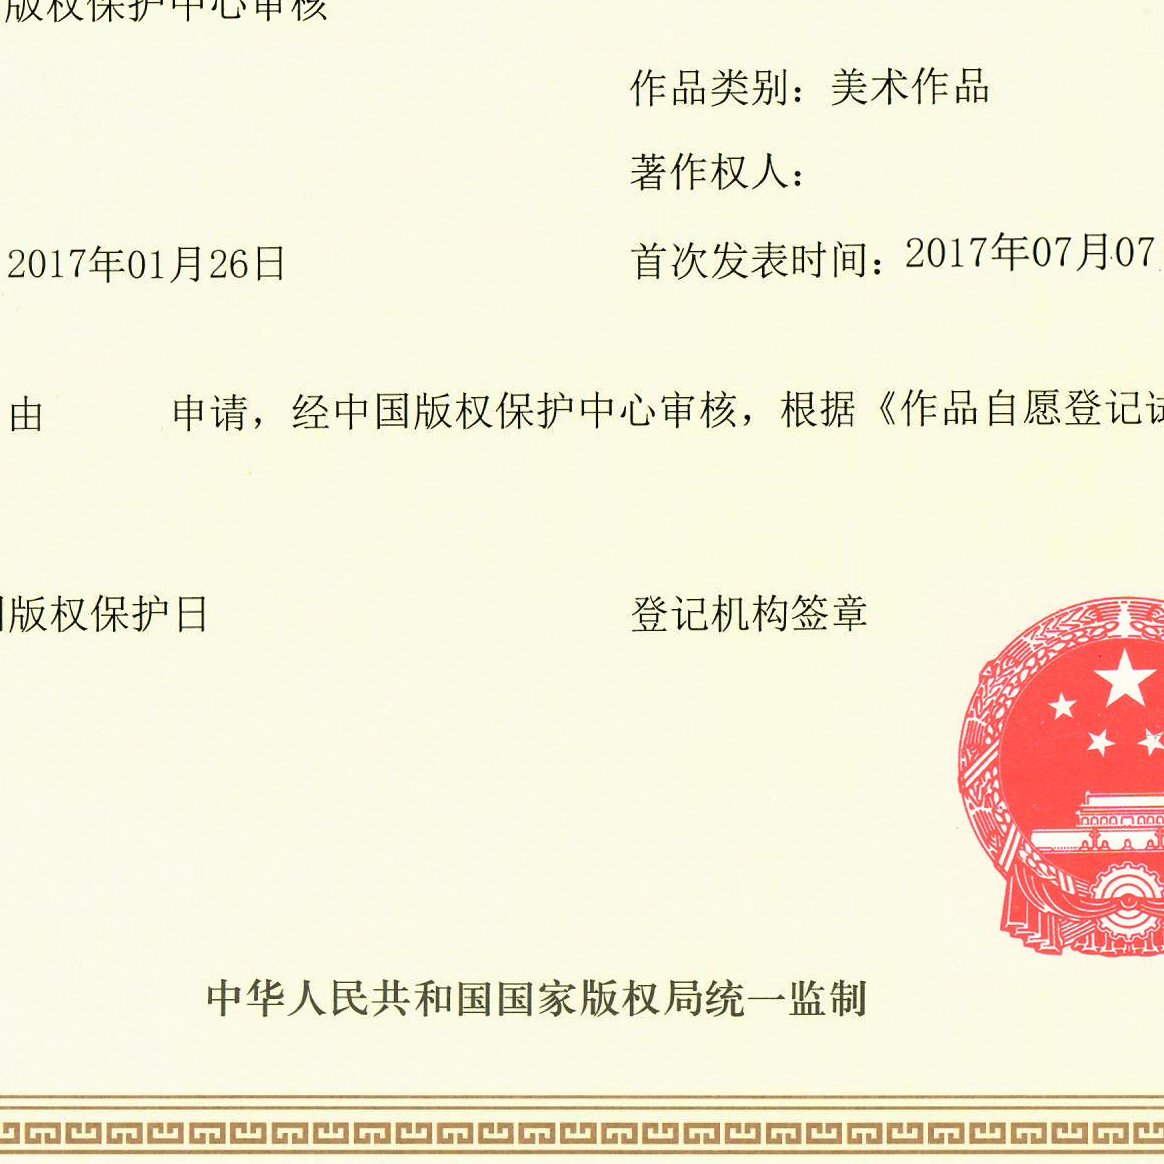 版权保护中心审核
作品类别：美术作品
著作权人：
2017年01月26日
首次发表时间：2017年07月07
由 申请，经中国版权保护中心审核，根据《作品自愿登记试
版权保护日
登记机构签章
中华人民共和国国家版权局统一监制